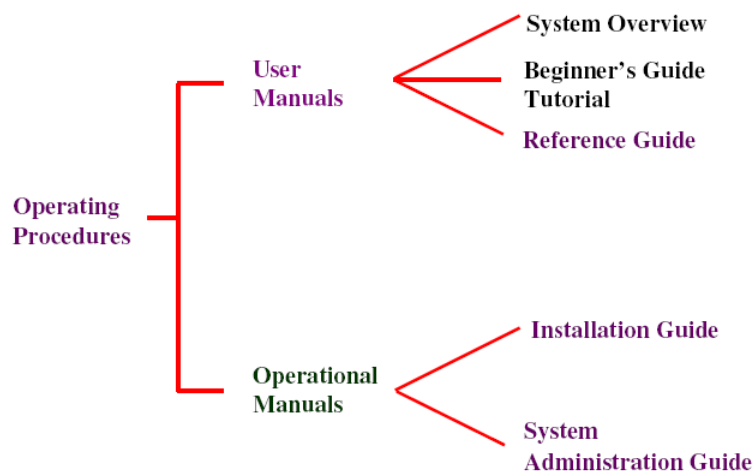 System Overview
User
Manuals
Beginner's Guide
Tutorial
Reference Guide
Operating
Procedures
Installation Guide
Operational
Manuals
System
Administration Guide